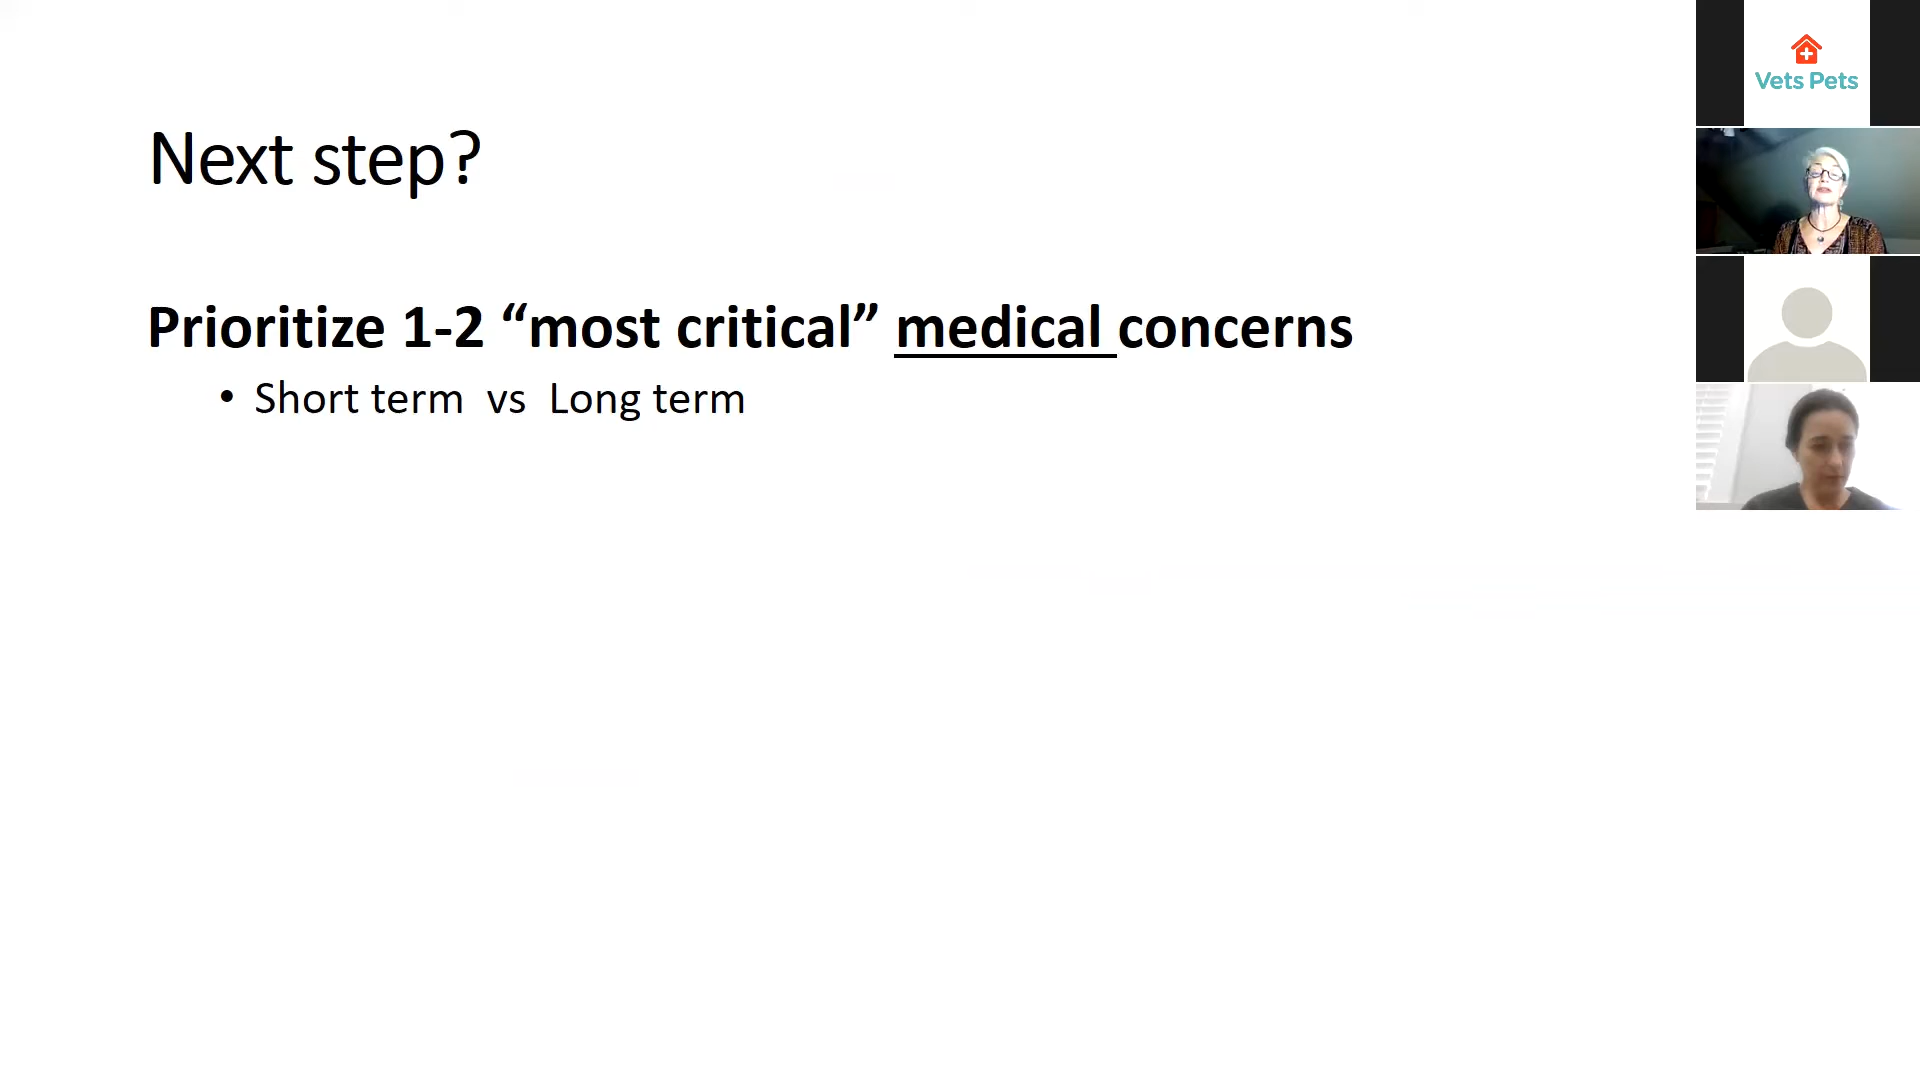 Next step?
Prioritize 1-2 “most critical” medical concerns
• Short term vs Long term
Vets Pets